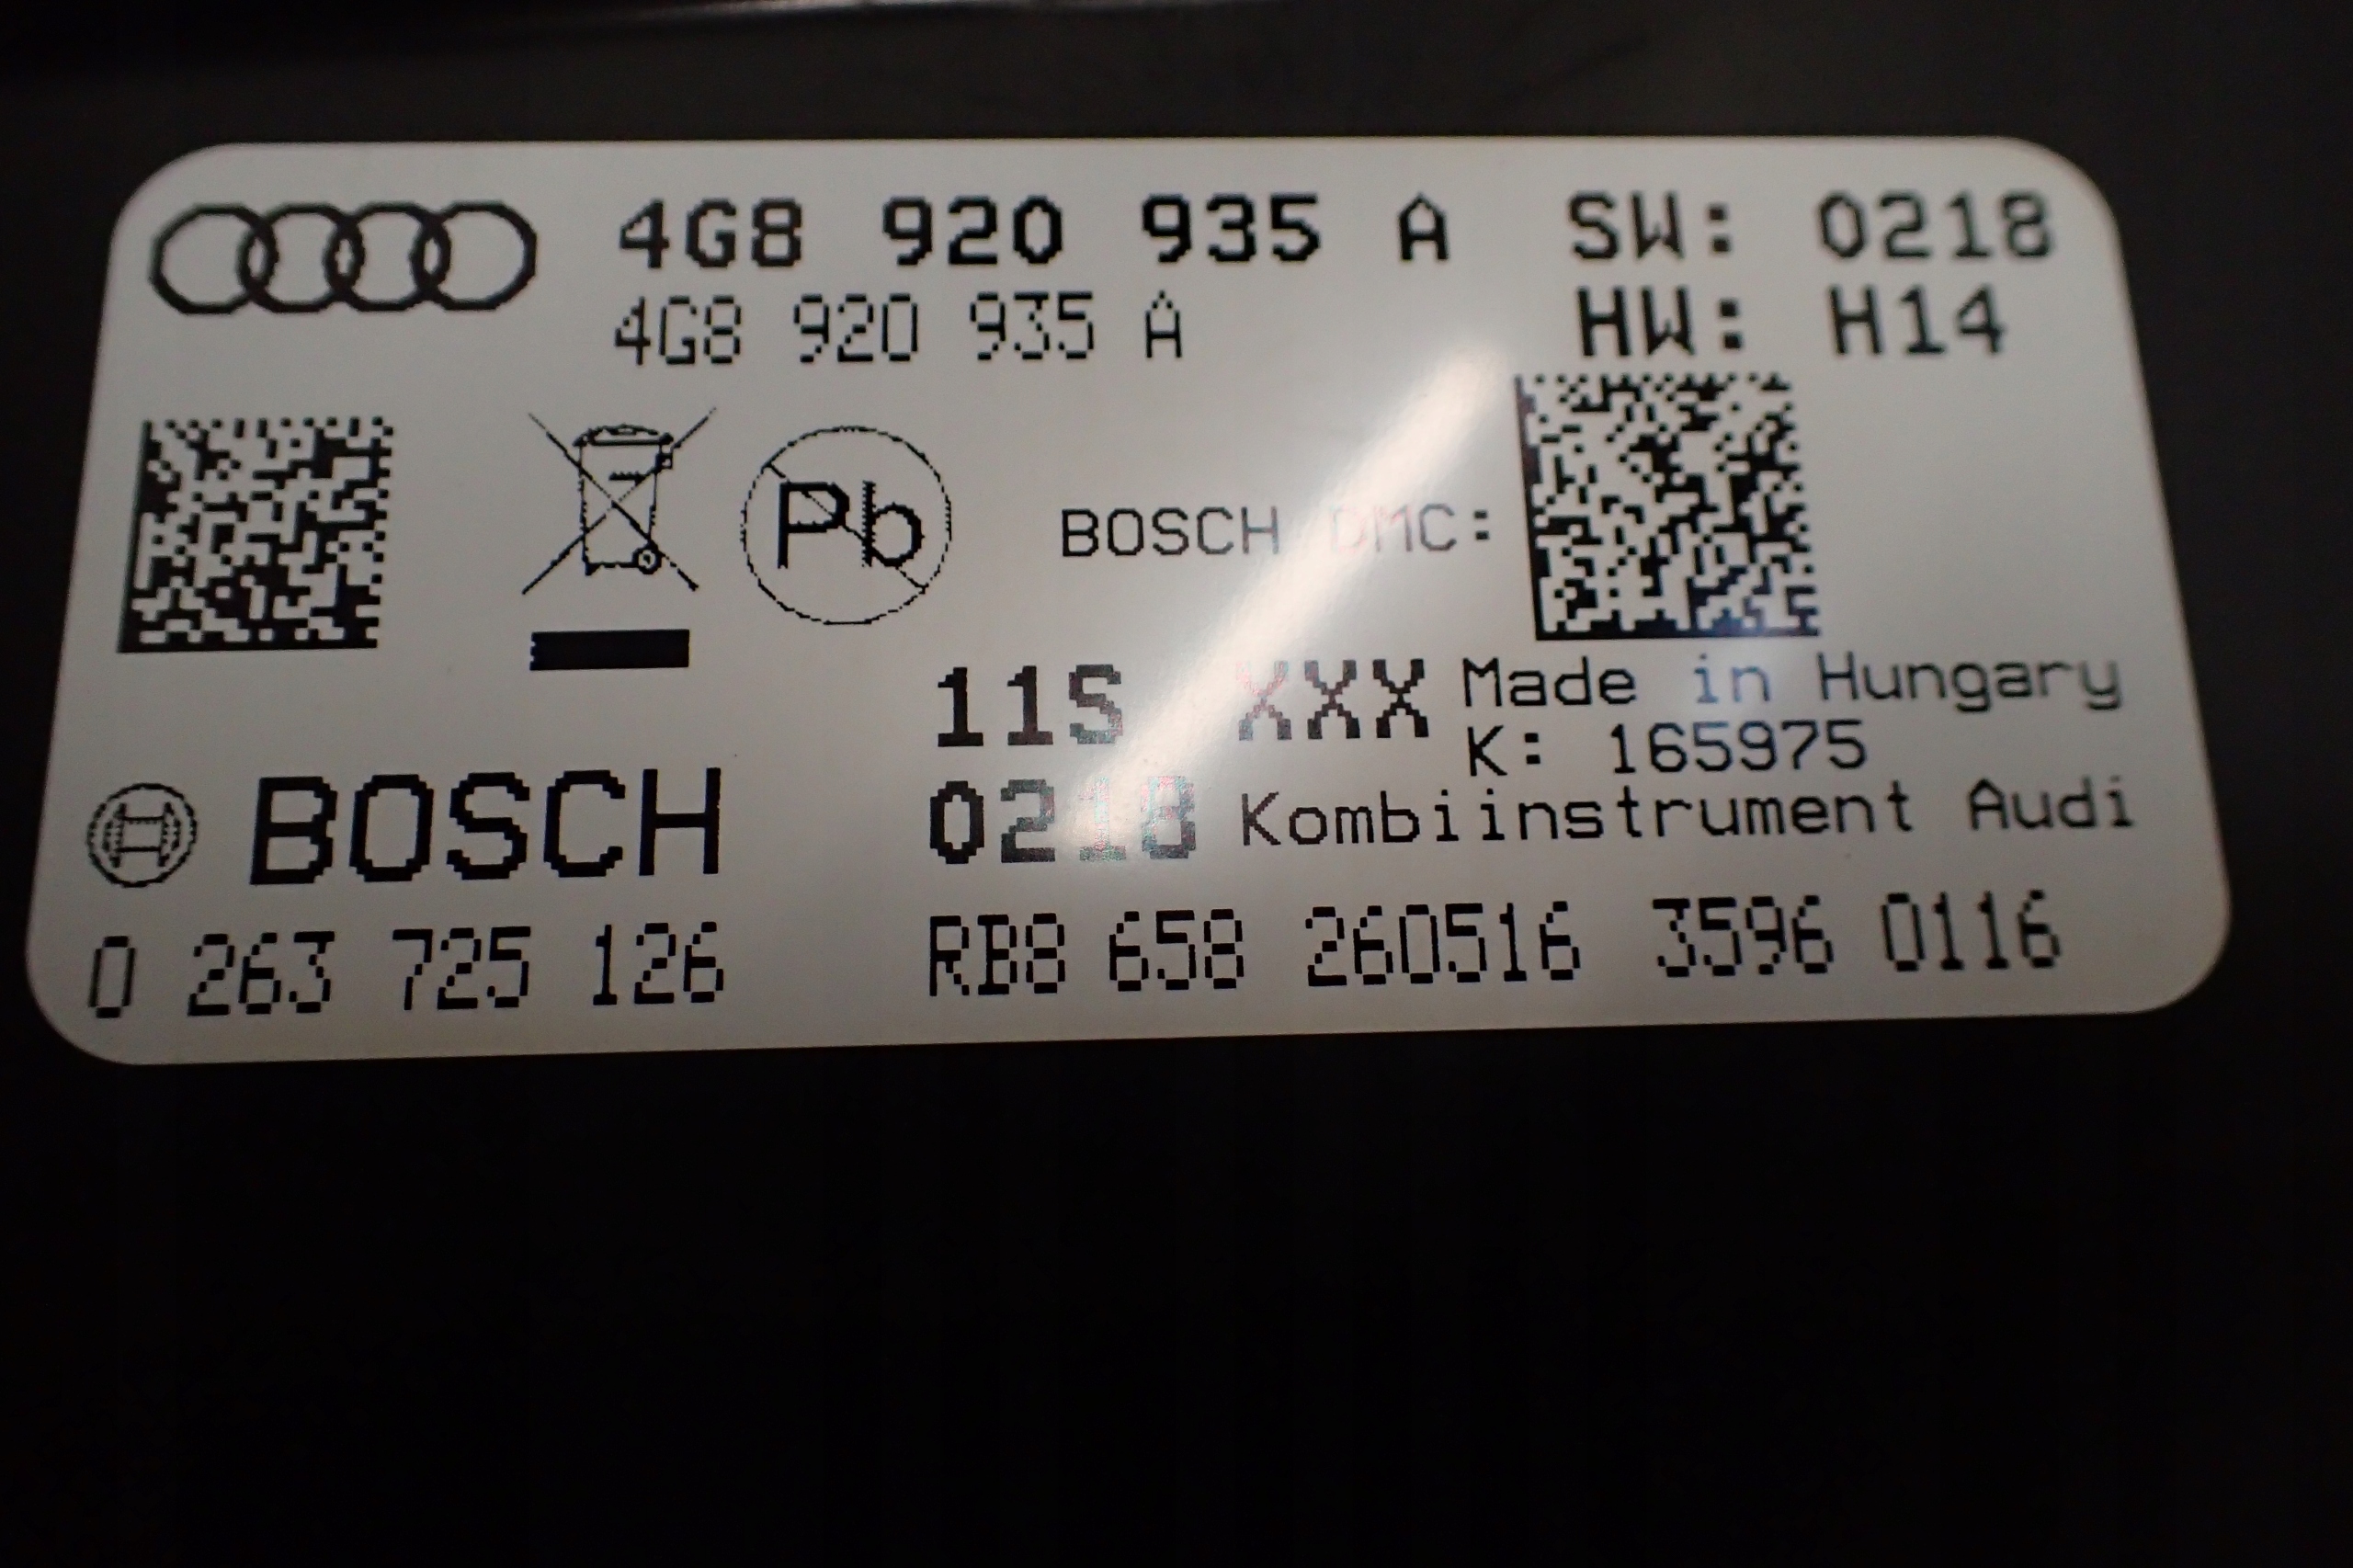 4G8 920 935 A SW: 0218
4G8 920 935 A HW: H14
Pb BOSCH DMC:
11S XXX Made in Hungary
K: 165975
BOSCH 0218 Kombiinstrument Audi
0 263 725 126 RB8 658 260516 3596 0116